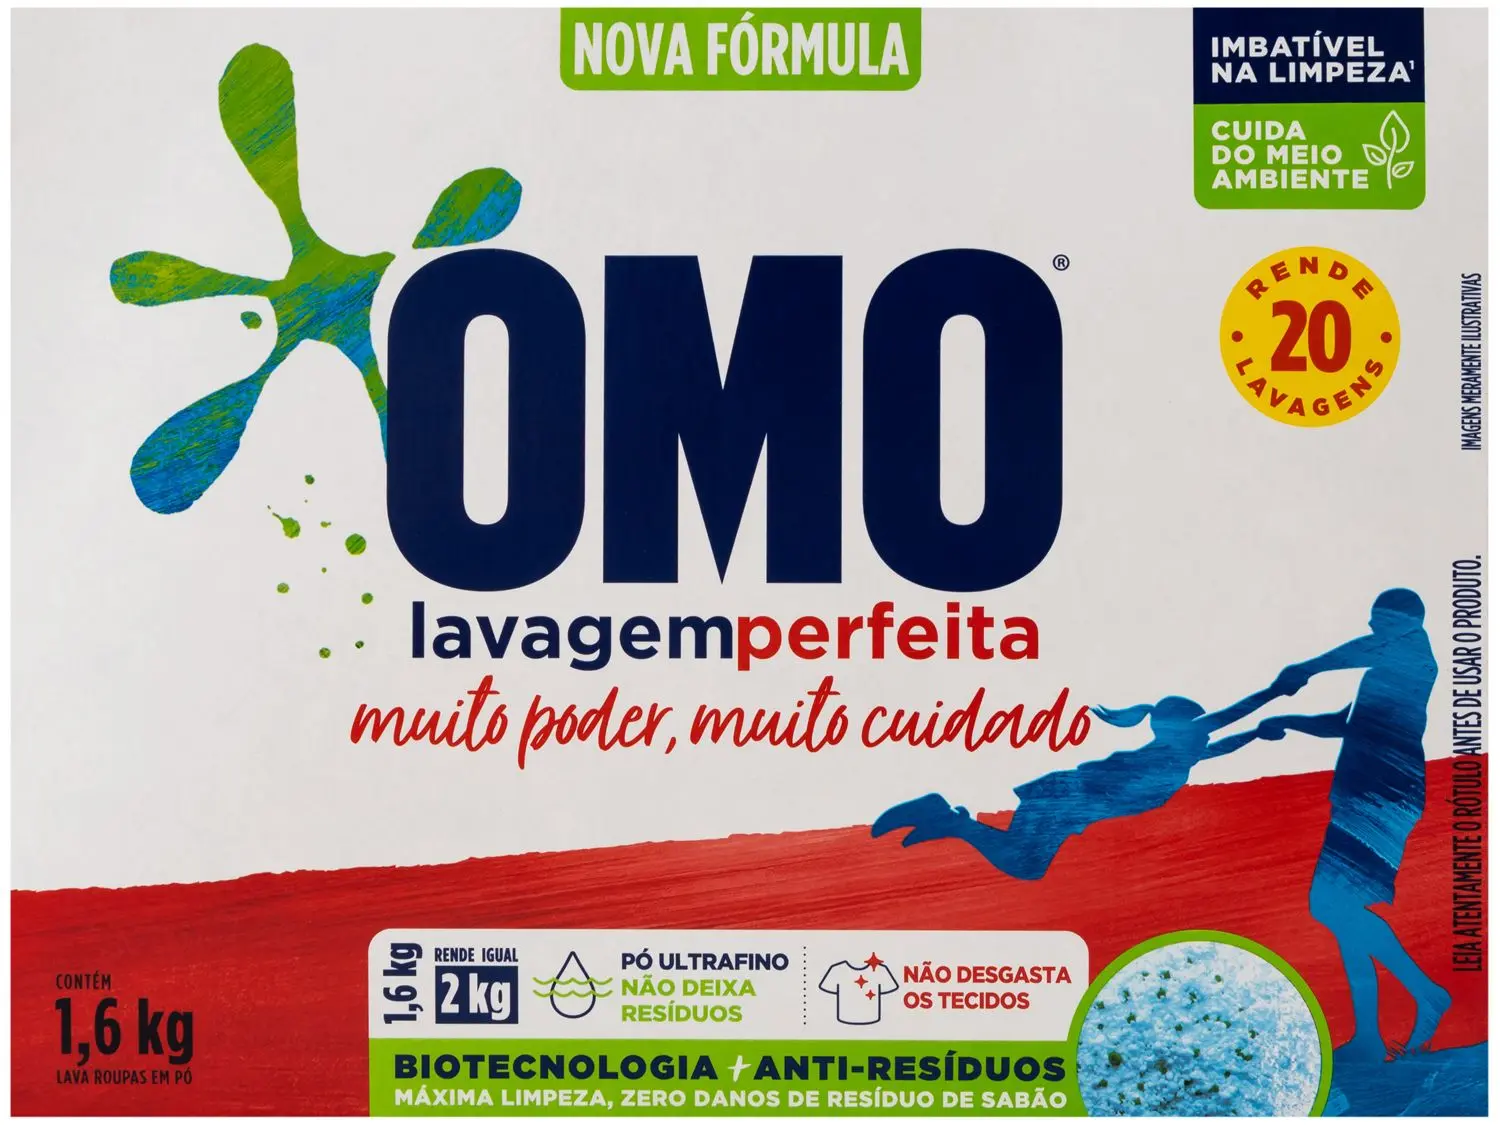 NOVA FÓRMULA
IMBATÍVEL
NA LIMPEZA¹
CUIDA
DO MEIO
AMBIENTE
RENDE
20
LAVAGENS
OMO®
lavagemperfeita
muito poder, muito cuidado
IMAGENS MERAMENTE ILUSTRATIVAS
LEIA ATENTAMENTE O RÓTULO ANTES DE USAR O PRODUTO.
CONTÉM
1,6 kg
LAVA ROUPAS EM PÓ
1,6 kg
RENDE IGUAL
2 kg
PÓ ULTRAFINO
NÃO DEIXA
RESÍDUOS
NÃO DESGASTA
OS TECIDOS
BIOTECNOLOGIA + ANTI-RESÍDUOS
MÁXIMA LIMPEZA, ZERO DANOS DE RESÍDUO DE SABÃO